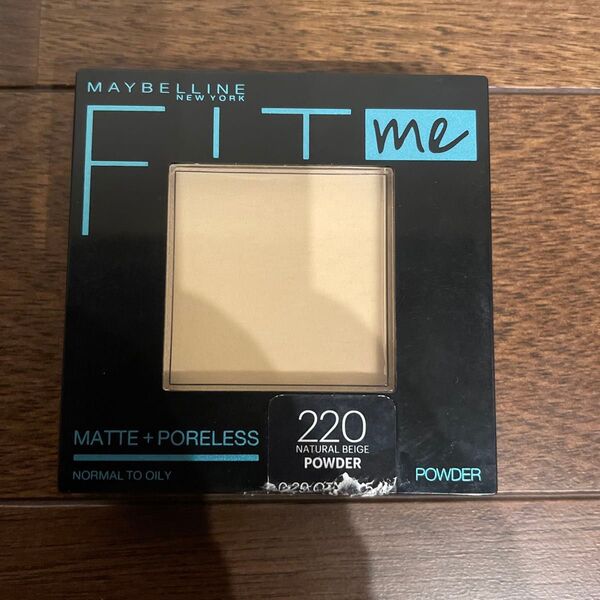 MAYBELLINE
NEW YORK
FIT me
MATTE + PORELESS
NORMAL TO OILY
220
NATURAL BEIGE
POWDER
POWDER